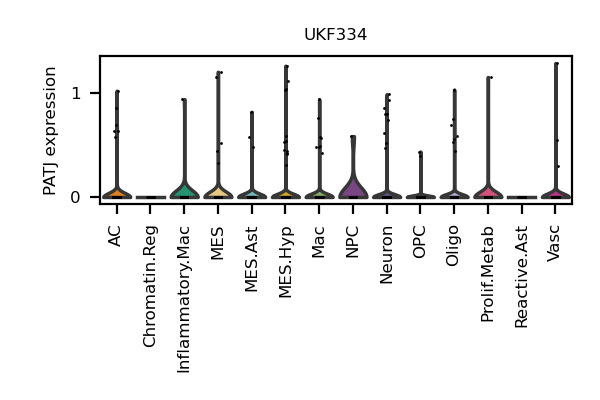 UKF334
PATJ expression
1
0
AC
Chromatin.Reg
Inflammatory.Mac
MES
MES.Ast
MES.Hyp
Mac
NPC
Neuron
OPC
Oligo
Prolif.Metab
Reactive.Ast
Vasc